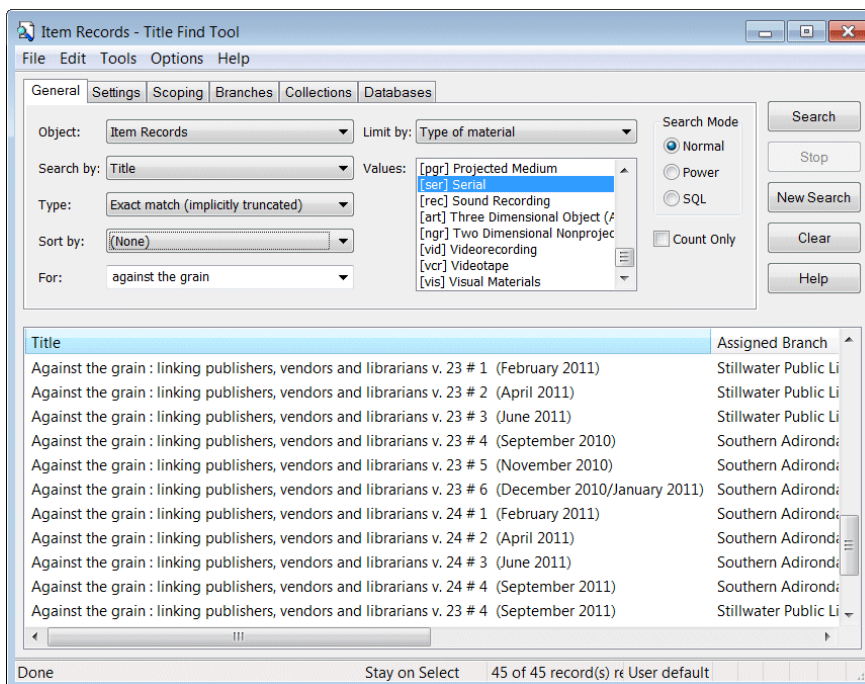 Item Records - Title Find Tool
File Edit Tools Options Help
General Settings Scoping Branches Collections Databases
Object: Item Records
Search by: Title
Type: Exact match (implicitly truncated)
Sort by: (None)
For: against the grain
Limit by: Type of material
Values: [pgr] Projected Medium
[ser] Serial
[rec] Sound Recording
[art] Three Dimensional Object (A
[ngr] Two Dimensional Nonprojec
[vid] Videorecording
[vcr] Videotape
[vis] Visual Materials
Search Mode
Normal
Power
SQL
Count Only
Search
Stop
New Search
Clear
Help
Title Assigned Branch
Against the grain : linking publishers, vendors and librarians v. 23 # 1 (February 2011) Stillwater Public Li
Against the grain : linking publishers, vendors and librarians v. 23 # 2 (April 2011) Stillwater Public Li
Against the grain : linking publishers, vendors and librarians v. 23 # 3 (June 2011) Stillwater Public Li
Against the grain : linking publishers, vendors and librarians v. 23 # 4 (September 2010) Southern Adironda
Against the grain : linking publishers, vendors and librarians v. 23 # 5 (November 2010) Southern Adironda
Against the grain : linking publishers, vendors and librarians v. 23 # 6 (December 2010/January 2011) Southern Adironda
Against the grain : linking publishers, vendors and librarians v. 24 # 1 (February 2011) Southern Adironda
Against the grain : linking publishers, vendors and librarians v. 24 # 2 (April 2011) Southern Adironda
Against the grain : linking publishers, vendors and librarians v. 24 # 3 (June 2011) Southern Adironda
Against the grain : linking publishers, vendors and librarians v. 24 # 4 (September 2011) Southern Adironda
Against the grain : linking publishers, vendors and librarians v. 23 # 4 (September 2011) Stillwater Public Li
Done Stay on Select 45 of 45 record(s) re User default